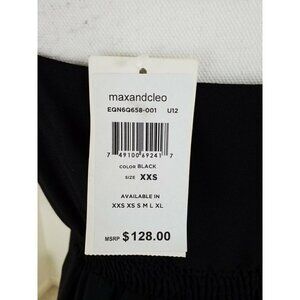 maxandcleo
EQN6G658-001 U12
7 49100 69241 7
COLOR BLACK
SIZE XXS
AVAILABLE IN
XXS XS S M L XL
MSRP $128.00